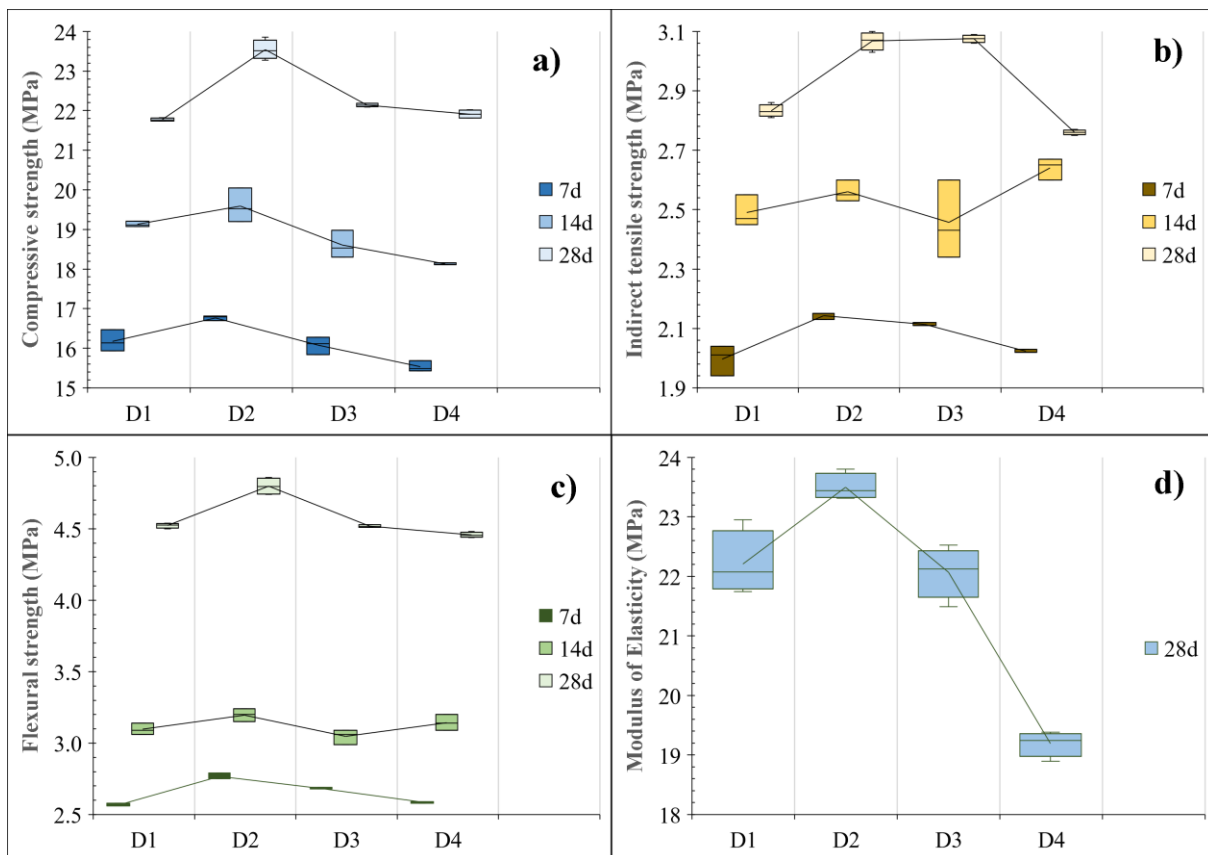 a)
Compressive strength (MPa)
24
23
22
21
20
19
18
17
16
15
D1 D2 D3 D4
7d
14d
28d
b)
Indirect tensile strength (MPa)
3.1
2.9
2.7
2.5
2.3
2.1
1.9
D1 D2 D3 D4
7d
14d
28d
c)
Flexural strength (MPa)
5.0
4.5
4.0
3.5
3.0
2.5
D1 D2 D3 D4
7d
14d
28d
d)
Modulus of Elasticity (MPa)
24
23
22
21
20
19
18
D1 D2 D3 D4
28d